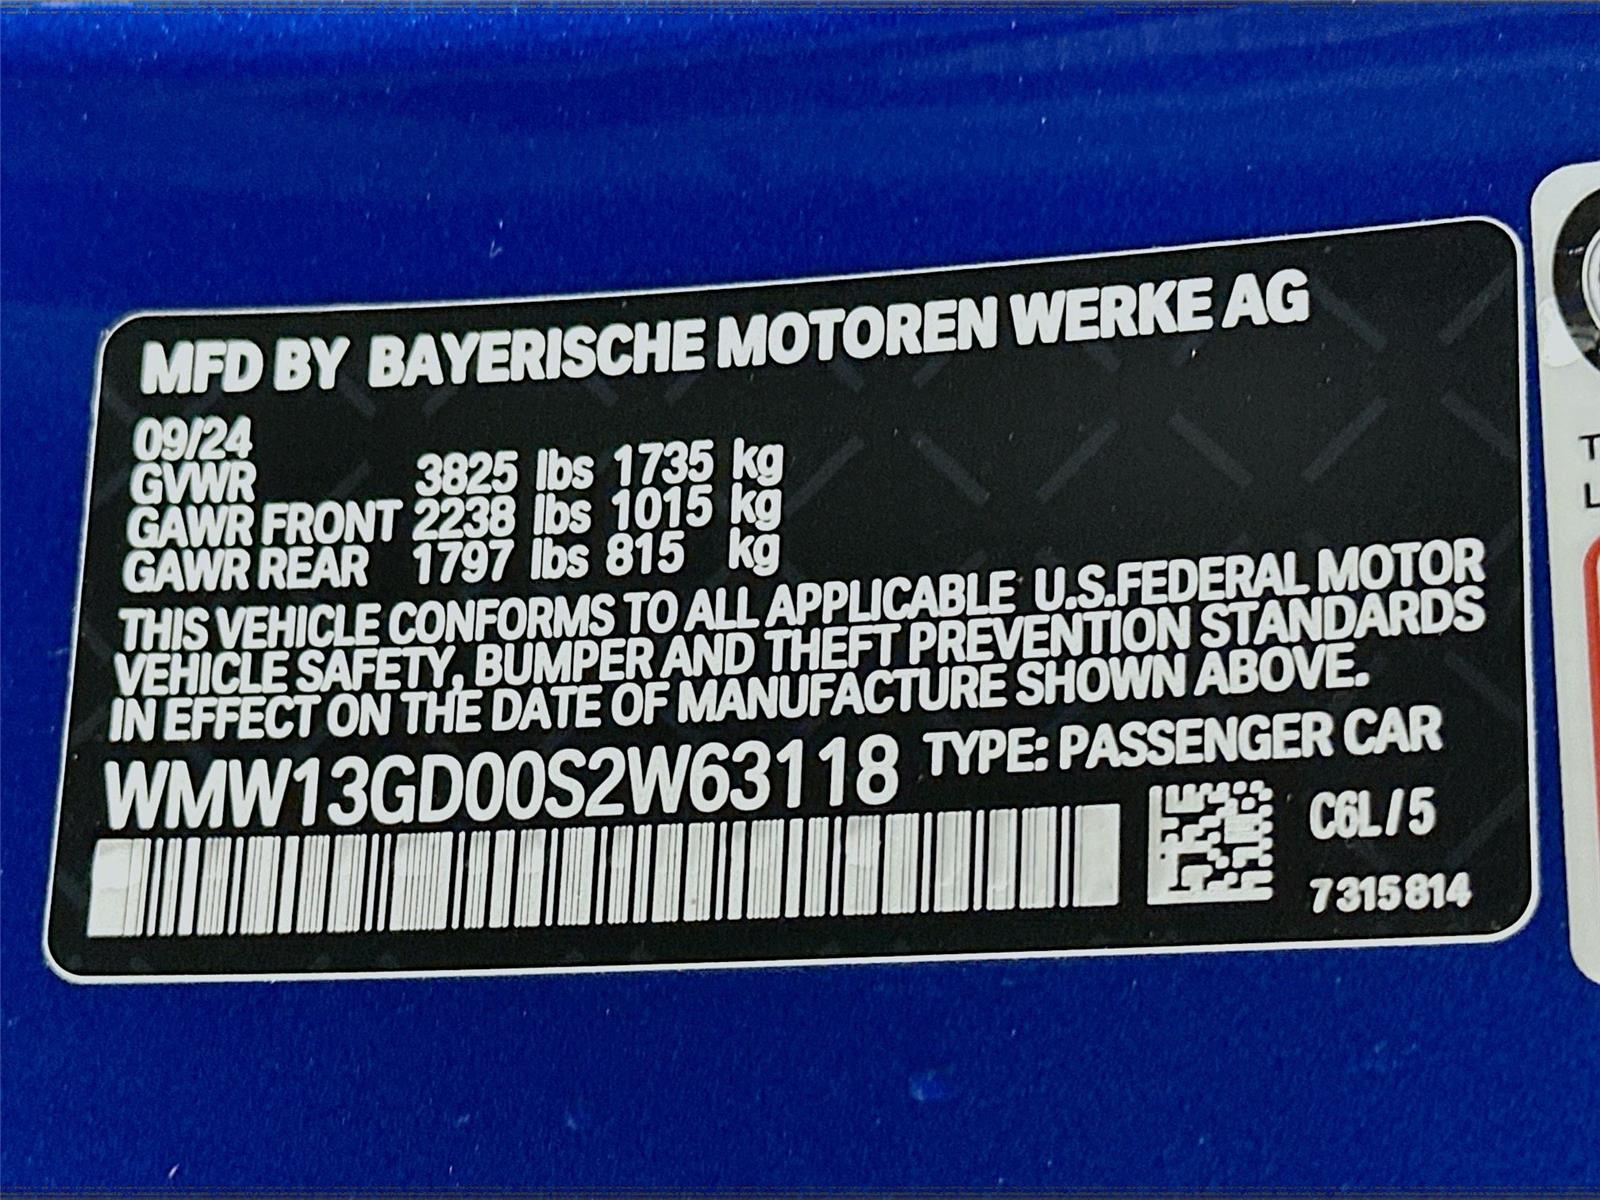 MFD BY BAYERISCHE MOTOREN WERKE AG
09/24
GVWR 3825 lbs 1735 kg
GAWR FRONT 2238 lbs 1015 kg
GAWR REAR 1797 lbs 815 kg
THIS VEHICLE CONFORMS TO ALL APPLICABLE U.S.FEDERAL MOTOR
VEHICLE SAFETY, BUMPER AND THEFT PREVENTION STANDARDS
IN EFFECT ON THE DATE OF MANUFACTURE SHOWN ABOVE.
WMW13GD00S2W63118 TYPE: PASSENGER CAR
C6L/5
7315814